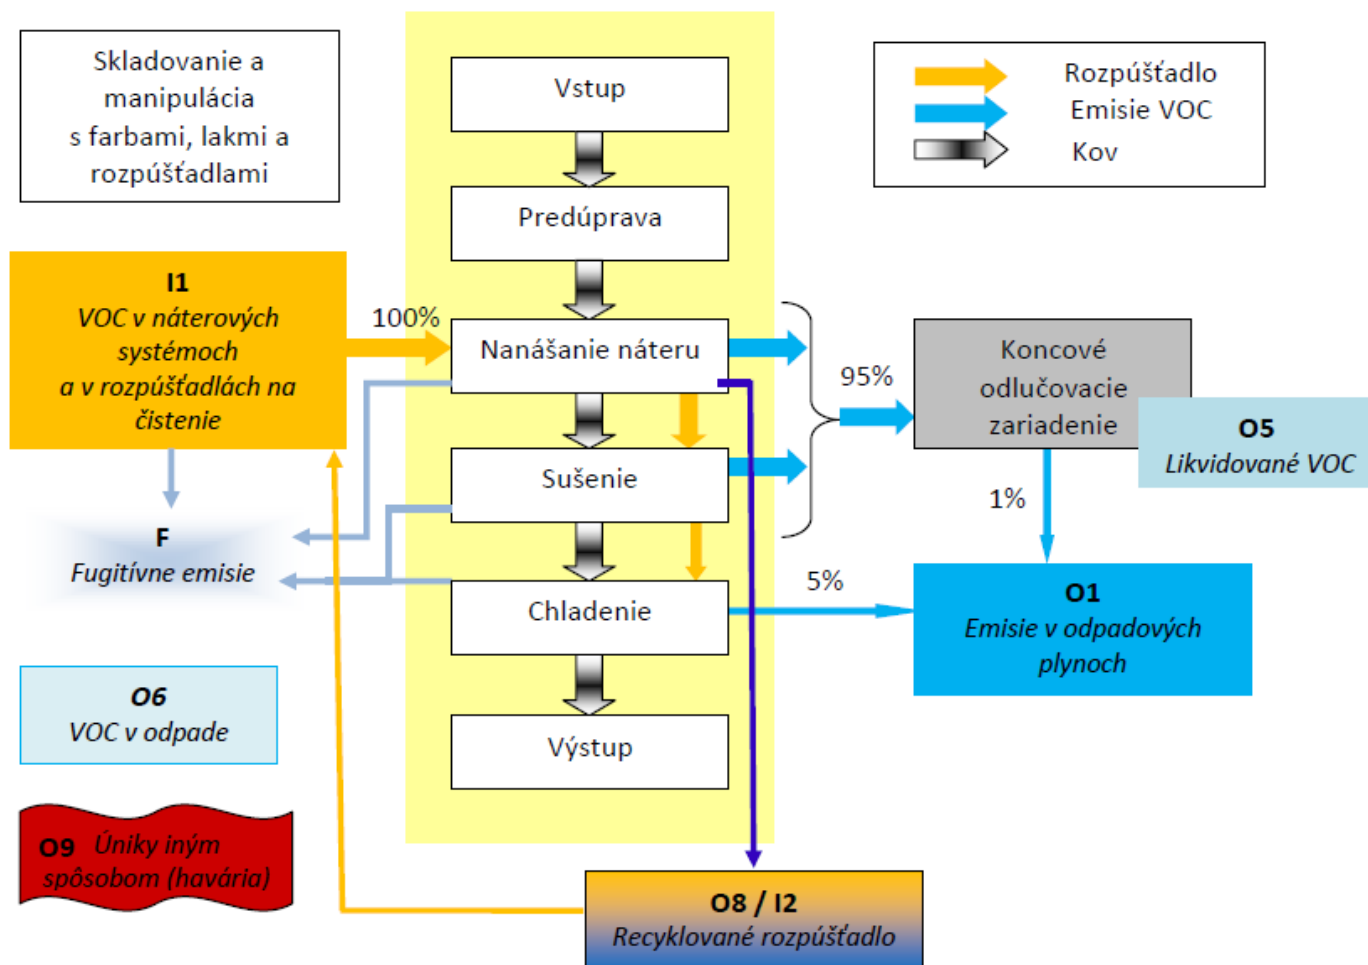 Skladovanie a
manipulácia
s farbami, lakmi a
rozpúšťadlami
Vstup
Rozpúšťadlo
Emisie VOC
Kov
Predúprava
I1
VOC v náterových
systémoch
a v rozpúšťadlách na
čistenie
100%
Nanášanie náteru
95%
Koncové
odlučovacie
zariadenie
O5
Likvidované VOC
Sušenie
1%
F
Fugitívne emisie
Chladenie
5%
O1
Emisie v odpadových
plynoch
O6
VOC v odpade
Výstup
O9 Úniky iným
spôsobom (havária)
O8 / I2
Recyklované rozpúšťadlo